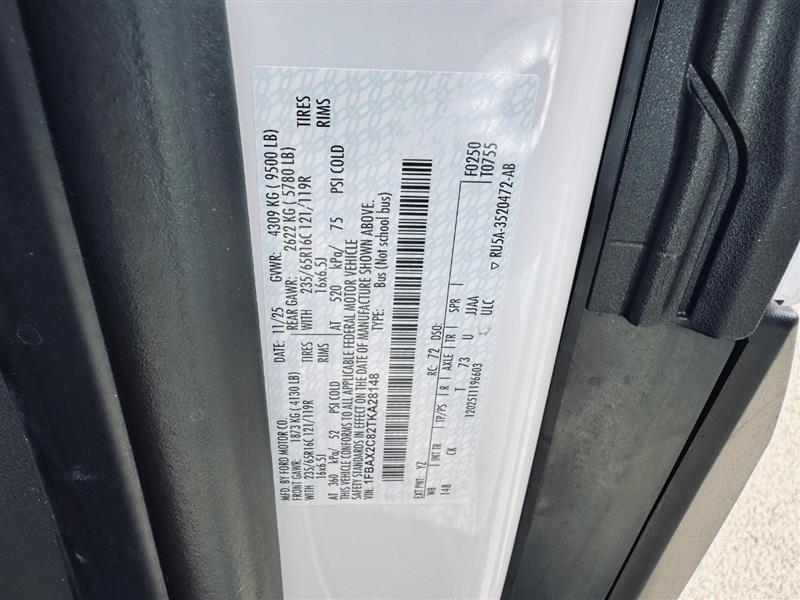 MFD. BY FORD MOTOR CO. DATE: 11/25 GVWR: 4309 KG ( 9500 LB)
FRONT GAWR: 1873 KG ( 4130 LB) REAR GAWR: 2622 KG ( 5780 LB)
WITH 235/65R16C 121/119R TIRES WITH 235/65R16C 121/119R TIRES
16x6.5J RIMS 16x6.5J RIMS
AT 360 kPa/ 52 PSI COLD AT 520 kPa/ 75 PSI COLD
THIS VEHICLE CONFORMS TO ALL APPLICABLE FEDERAL MOTOR VEHICLE
SAFETY STANDARDS IN EFFECT ON THE DATE OF MANUFACTURE SHOWN ABOVE.
VIN: 1FBAX2C82TKA28148 TYPE: Bus (Not school bus)
EXT PNT: YZ RC: 72 DSO: F0250
WB INT TR TP/PS R AXLE TR SPR T0755
148 CK T 73 U JJAA
1202511196603 ULC ▽ RU5A-3520472-AB